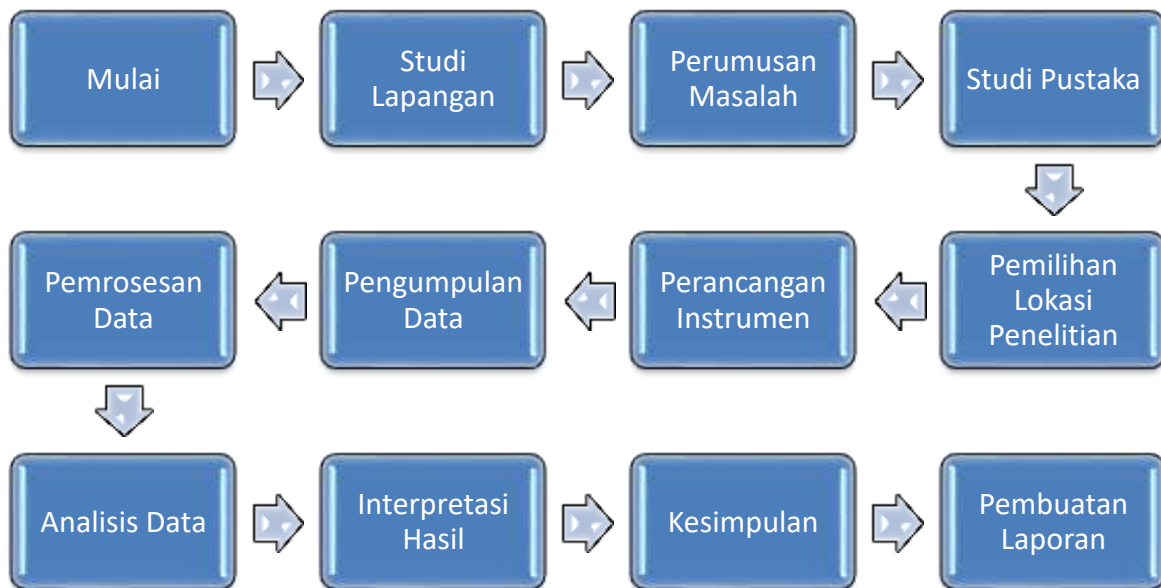 Mulai
Studi
Lapangan
Perumusan
Masalah
Studi Pustaka
Pemilihan
Lokasi
Penelitian
Perancangan
Instrumen
Pengumpulan
Data
Pemrosesan
Data
Analisis Data
Interpretasi
Hasil
Kesimpulan
Pembuatan
Laporan